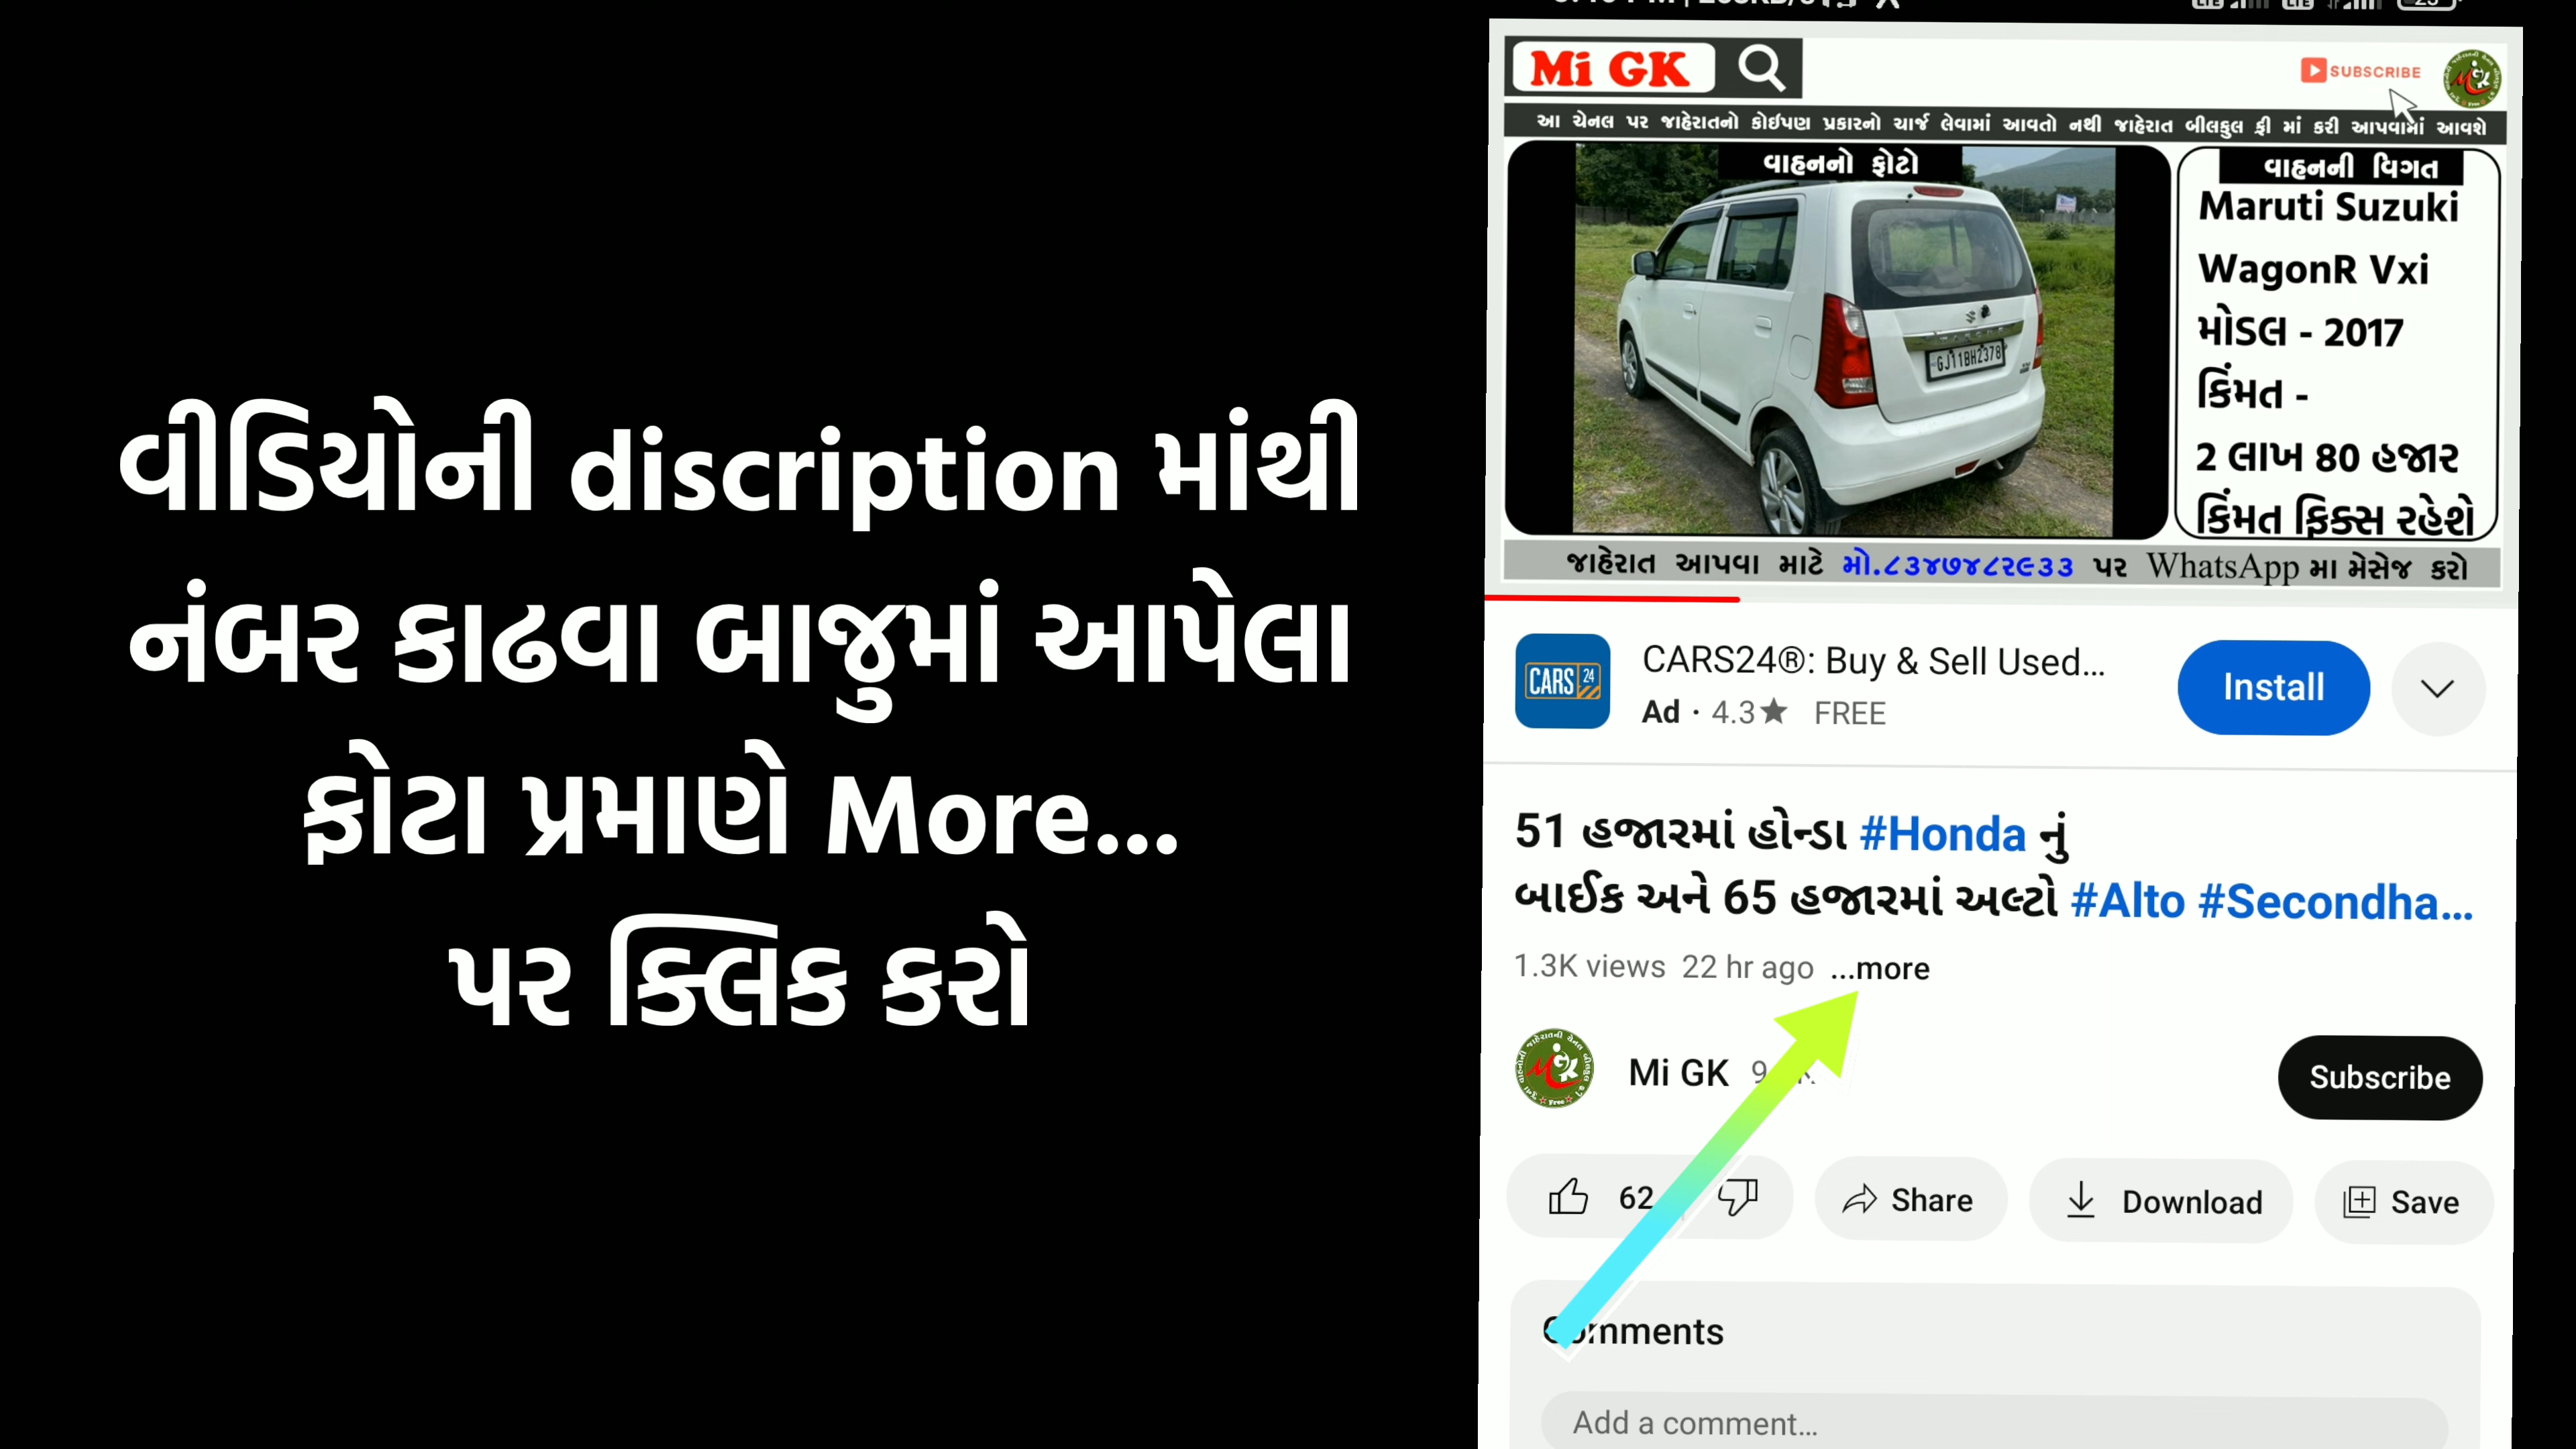 વીડિયોની discription માંથી
નંબર કાઢવા બાજુમાં આપેલા
ફોટા પ્રમાણે More...
પર ક્લિક કરો
Mi GK
SUBSCRIBE
આ ચેનલ પર જાહેરાતનો કોઈપણ પ્રકારનો ચાર્જ લેવામાં આવતો નથી જાહેરાત બીલકુલ ફ્રી માં કરી આપવામાં આવશે
વાહનનો ફોટો
GJ11BH2378
વાહનની વિગત
Maruti Suzuki
WagonR Vxi
મોડલ - 2017
કિંમત -
2 લાખ 80 હજાર
કિંમત ફિક્સ રહેશે
જાહેરાત આપવા માટે મો.૮૩૪૭૪૮૨૯૩૩ પર WhatsApp મા મેસેજ કરો
CARS24
CARS24®: Buy & Sell Used...
Ad · 4.3★ FREE
Install
51 હજારમાં હોન્ડા #Honda નું
બાઈક અને 65 હજારમાં અલ્ટો #Alto #Secondha...
1.3K views 22 hr ago ...more
Mi GK
Subscribe
62
Share
Download
Save
Comments
Add a comment...